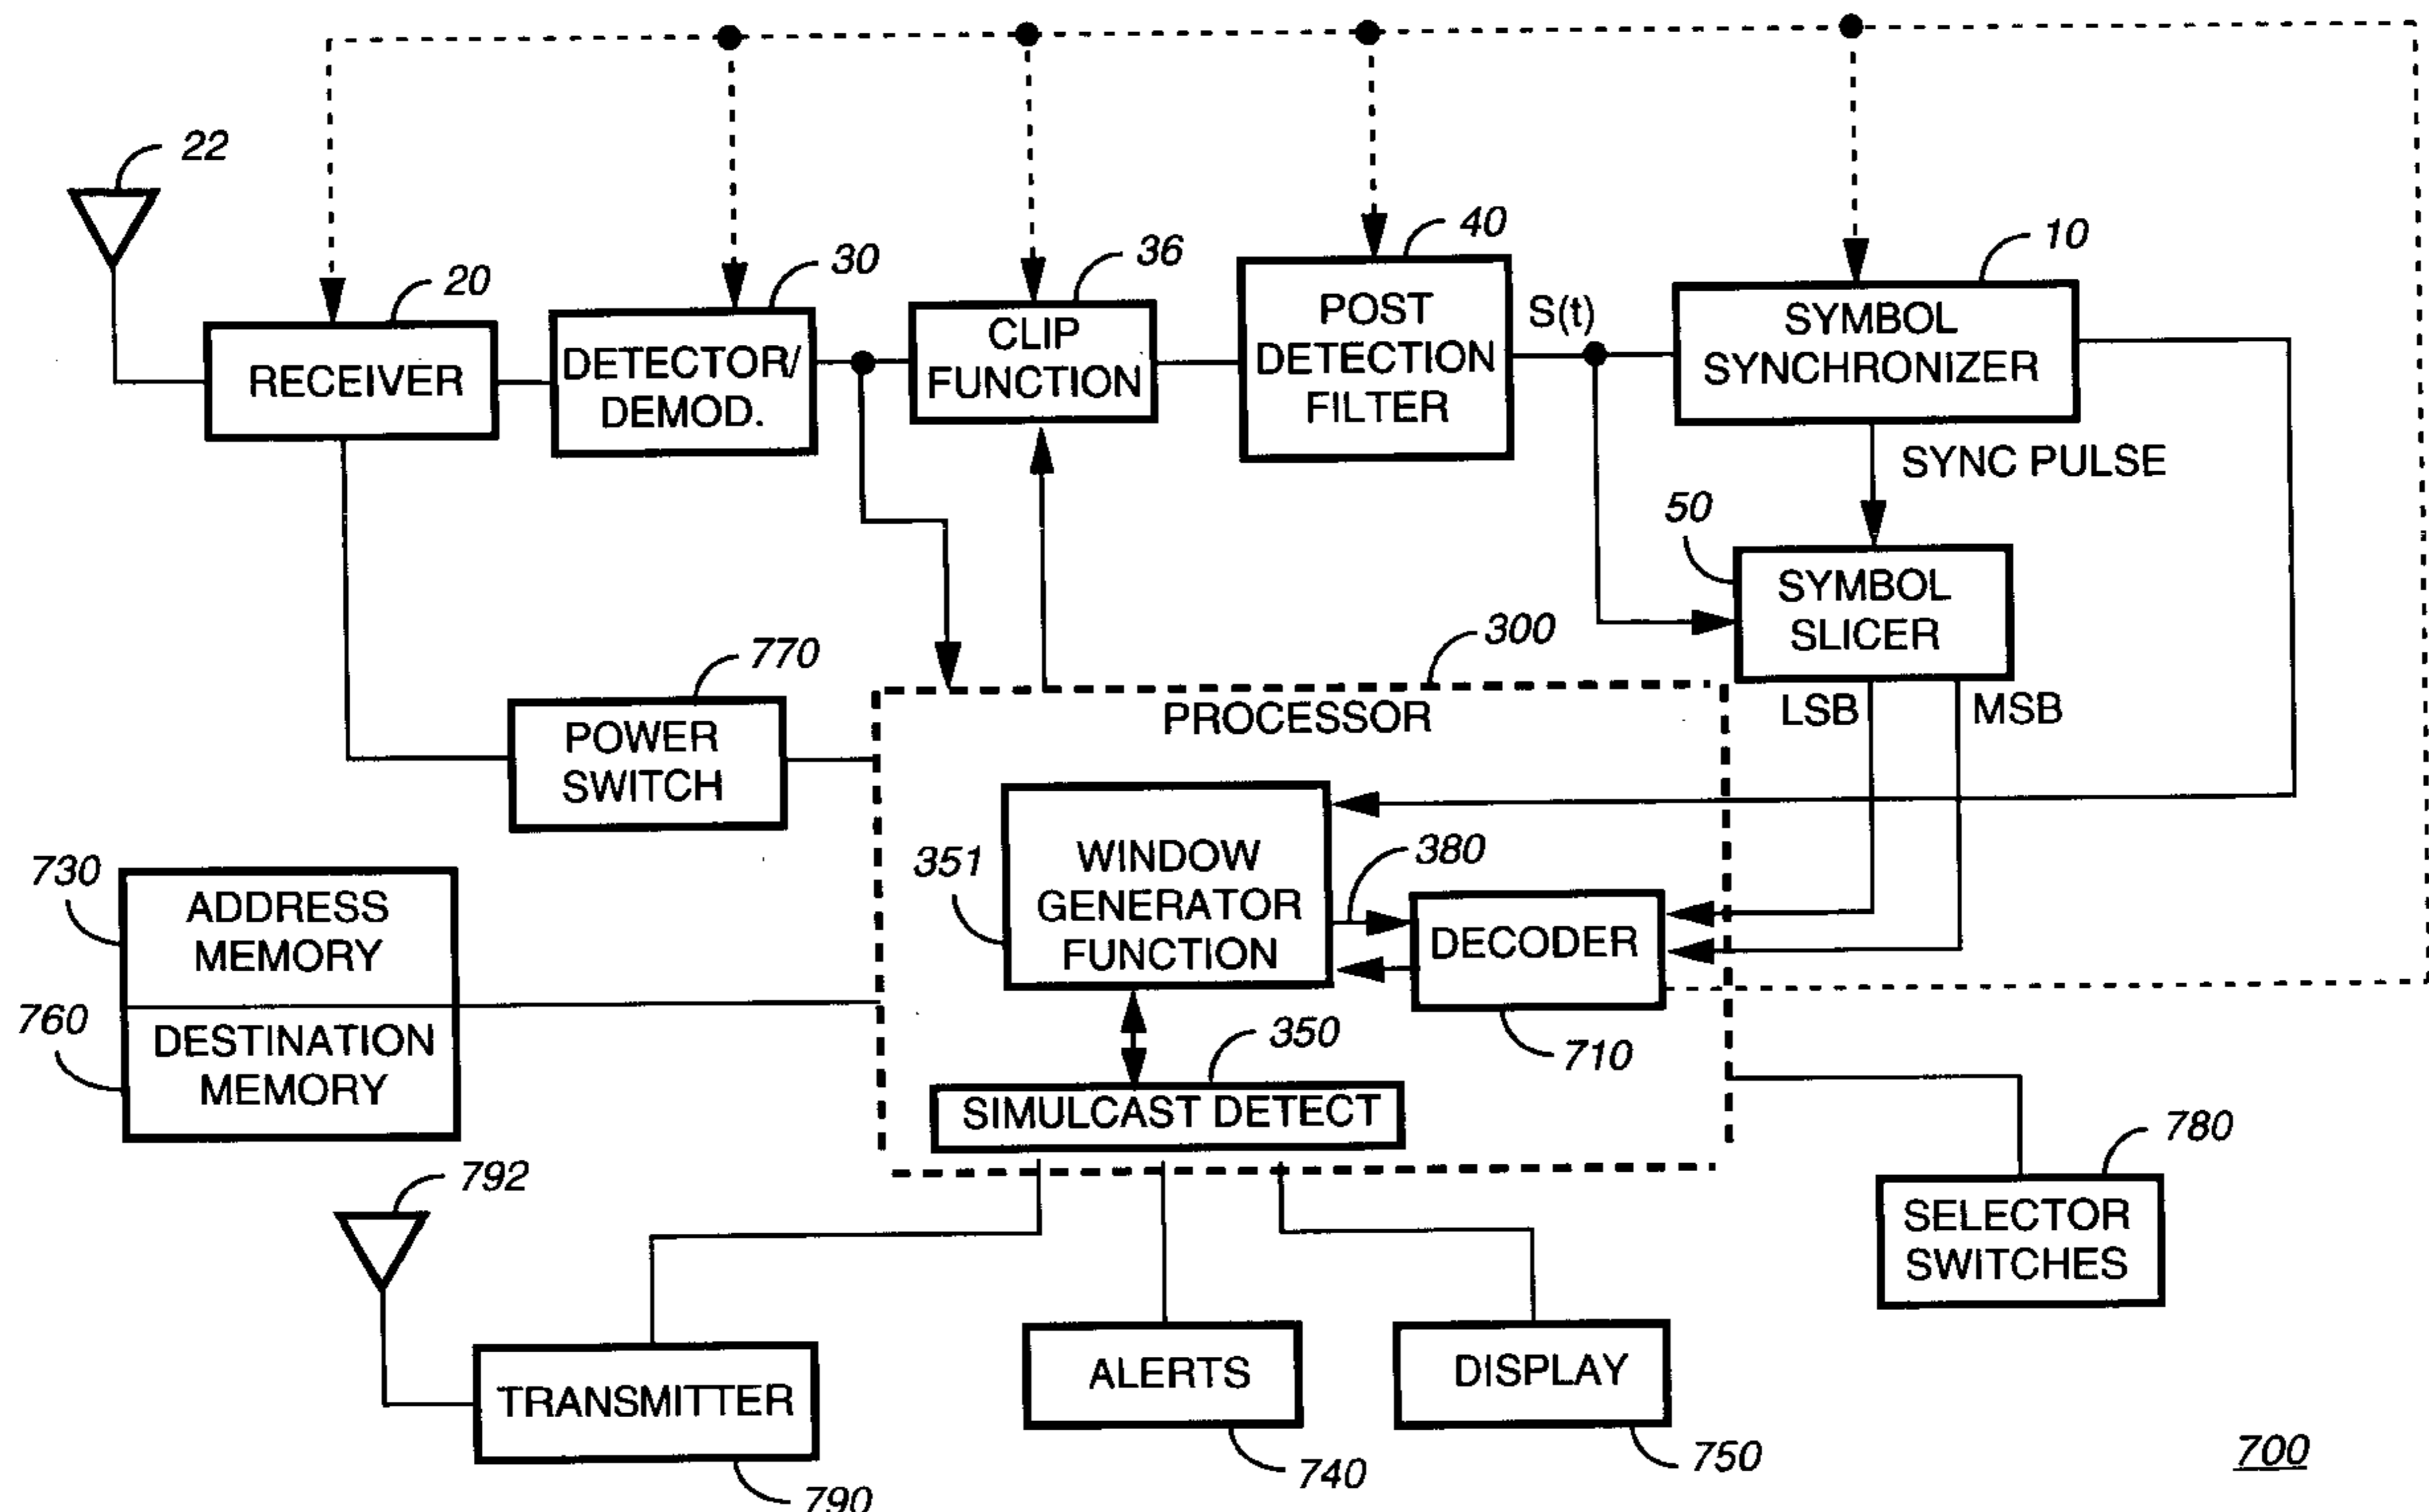 22
20
RECEIVER
30
DETECTOR/
DEMOD.
36
CLIP
FUNCTION
40
POST
DETECTION
FILTER
S(t)
10
SYMBOL
SYNCHRONIZER
SYNC PULSE
50
SYMBOL
SLICER
LSB
MSB
770
POWER
SWITCH
300
PROCESSOR
351
WINDOW
GENERATOR
FUNCTION
380
DECODER
710
350
SIMULCAST DETECT
730
ADDRESS
MEMORY
760
DESTINATION
MEMORY
780
SELECTOR
SWITCHES
792
TRANSMITTER
790
ALERTS
740
DISPLAY
750
700